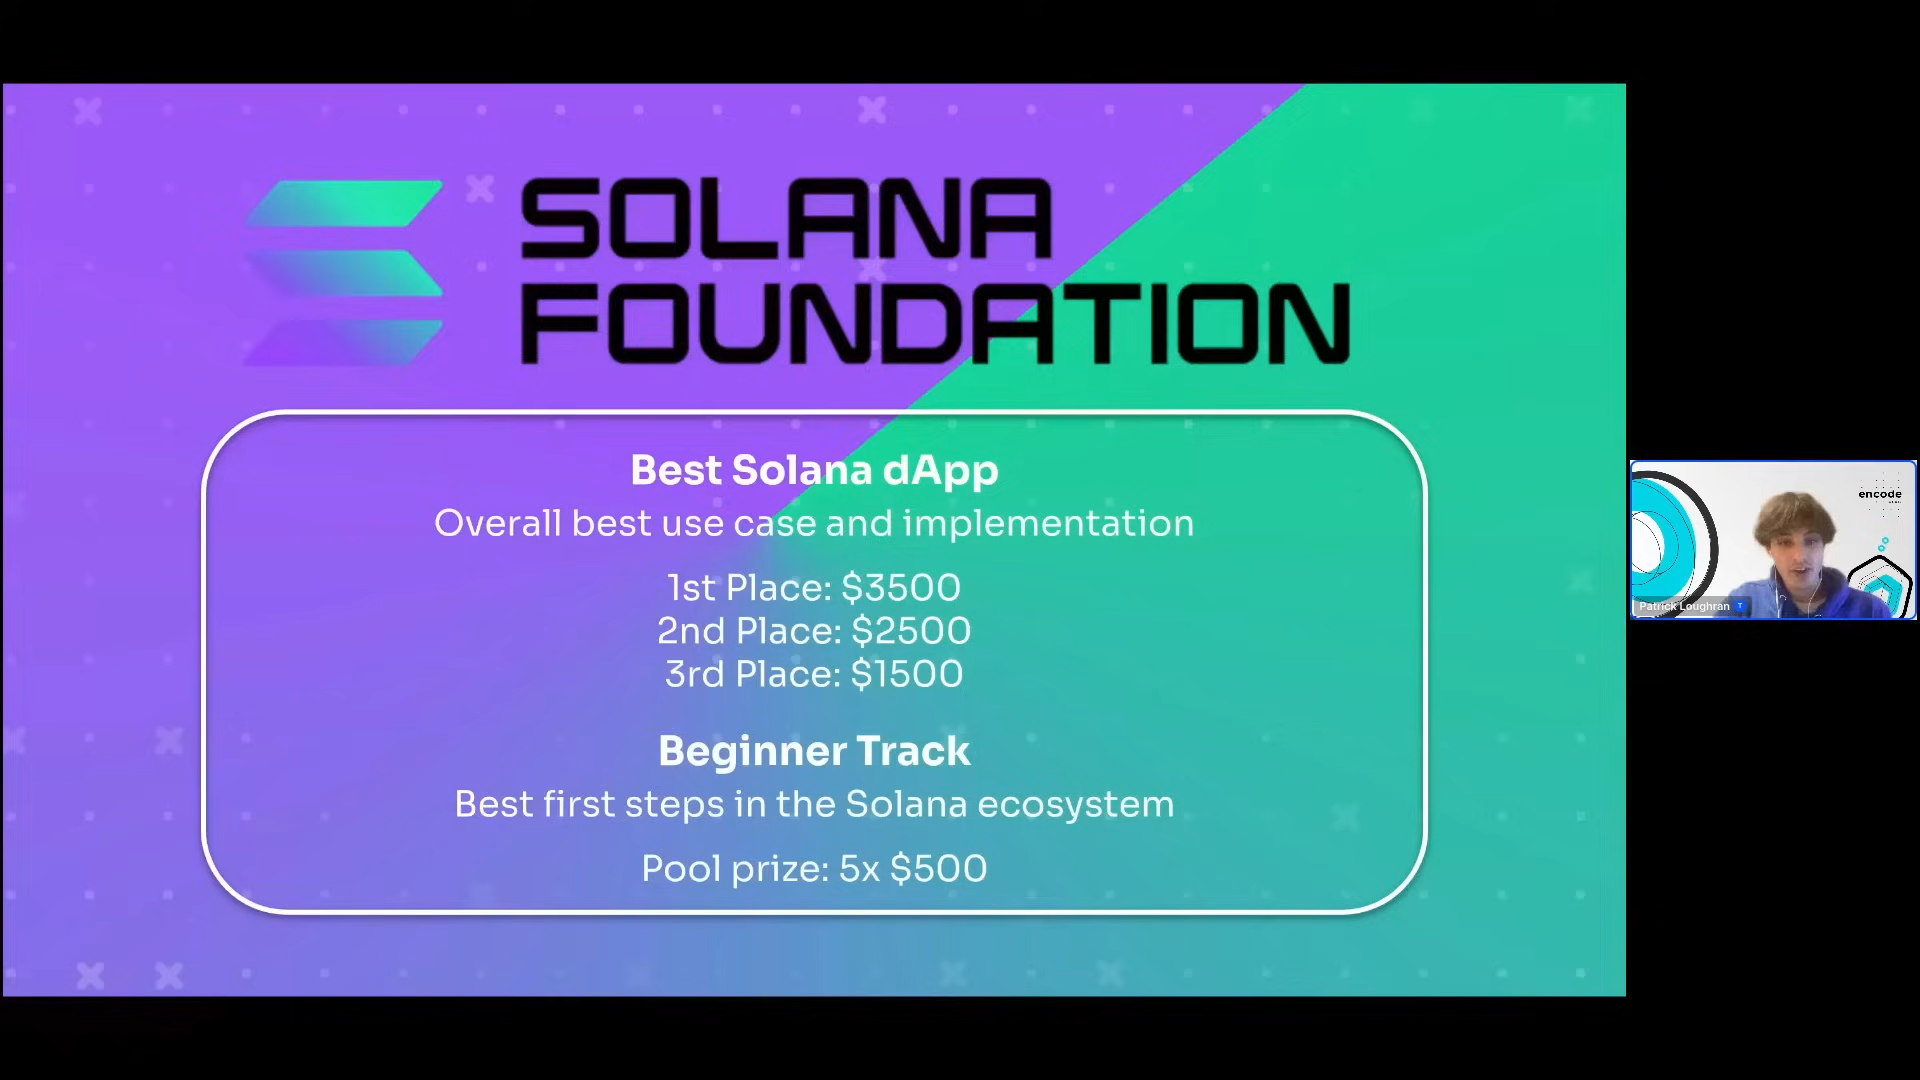 SOLANA
FOUNDATION
Best Solana dApp
Overall best use case and implementation
1st Place: $3500
2nd Place: $2500
3rd Place: $1500
Beginner Track
Best first steps in the Solana ecosystem
Pool prize: 5x $500
encode
Patrick Loughran T